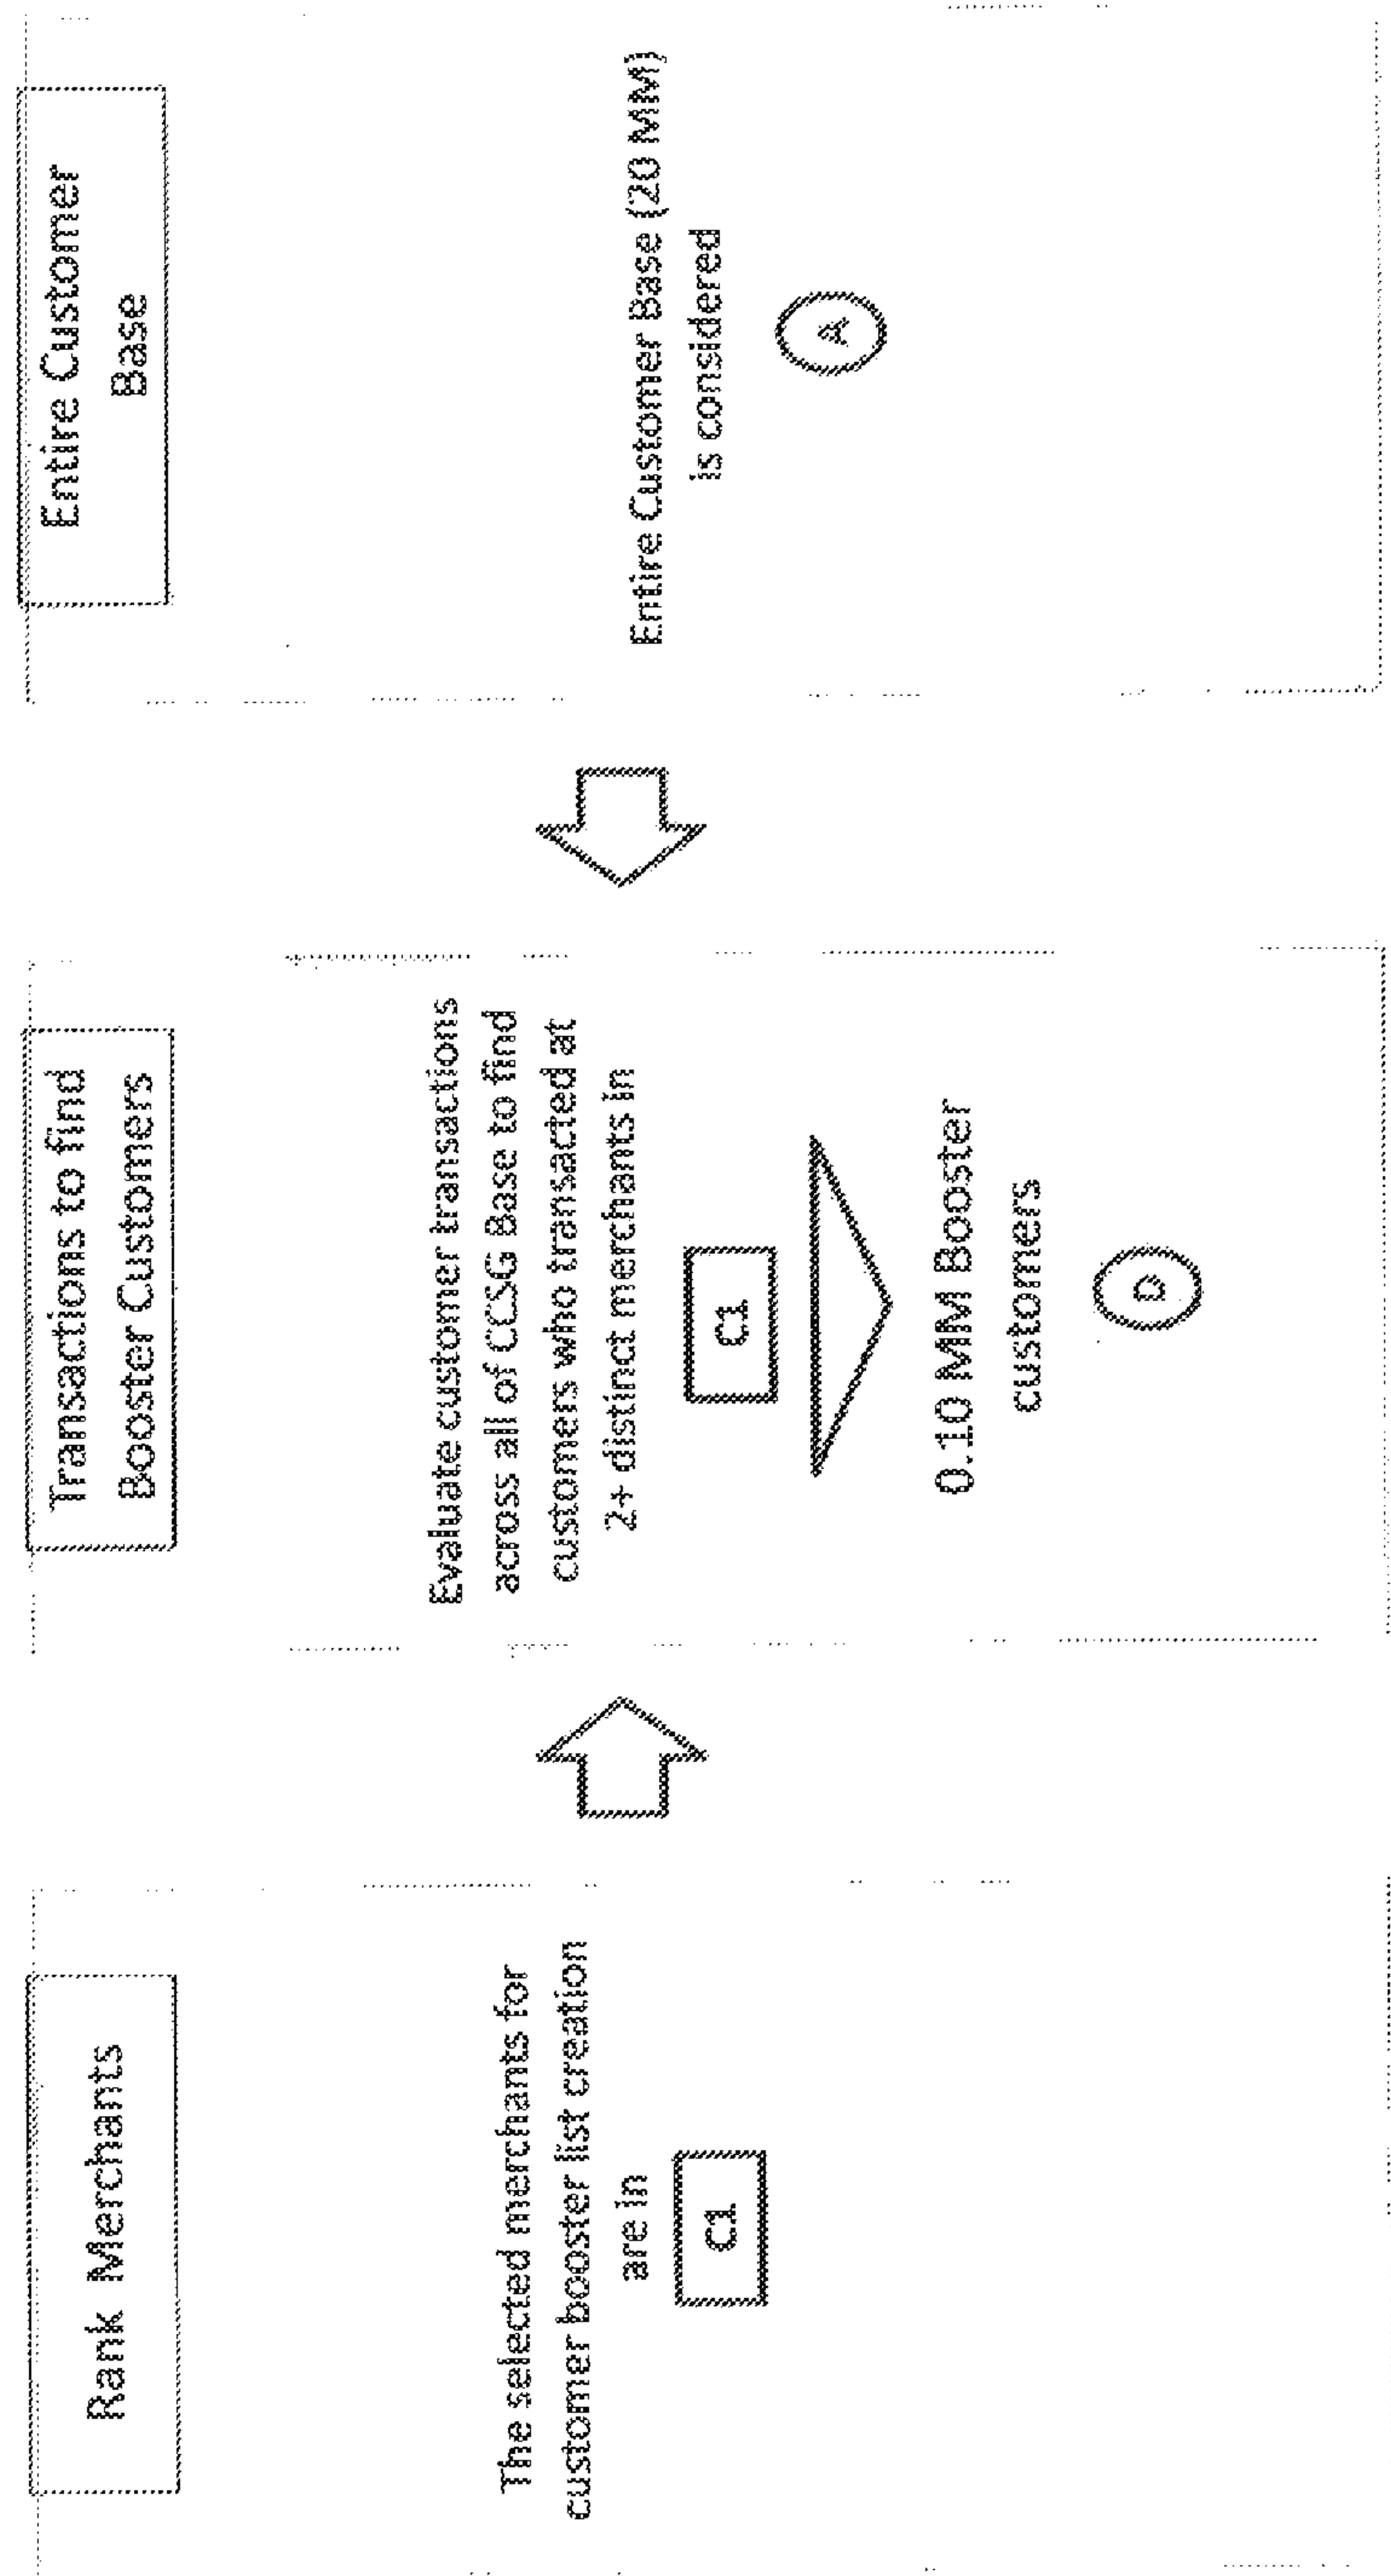 Rank Merchants
The selected merchants for
customer booster list creation
are in
C1
Transactions to find
Booster Customers
Evaluate customer transactions
across all of CCSG Base to find
customers who transacted at
2+ distinct merchants in
C1
0.10 MM Booster
customers
D
Entire Customer
Base
Entire Customer Base (20 MM)
is considered
A